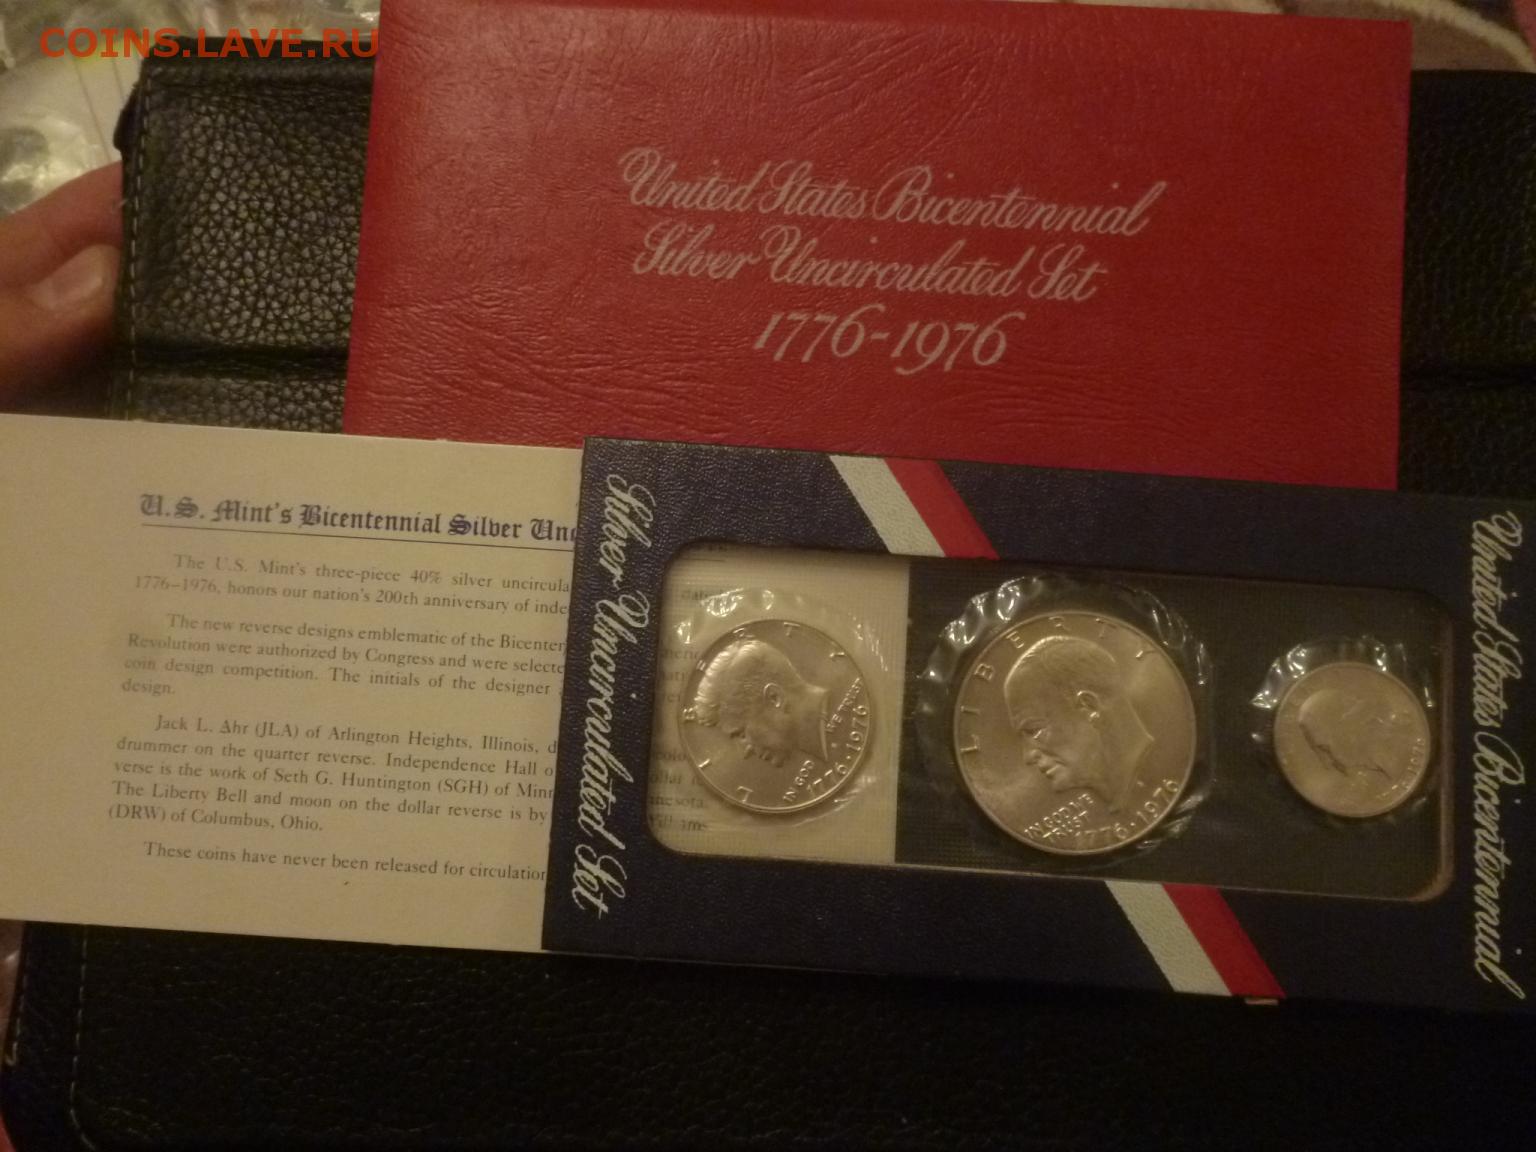 COINS.LAVE.RU
United States Bicentennial
Silver Uncirculated Set
1776-1976
U.S. Mint's Bicentennial Silver Unc
The U.S. Mint's three-piece 40% silver uncircula
1776–1976, honors our nation's 200th anniversary of inde
The new reverse designs emblematic of the Bicenten
Revolution were authorized by Congress and were selecte
coin design competition. The initials of the designer
design.
Jack L. Ahr (JLA) of Arlington Heights, Illinois, d
drummer on the quarter reverse. Independence Hall o
verse is the work of Seth G. Huntington (SGH) of Minn
The Liberty Bell and moon on the dollar reverse is by
(DRW) of Columbus, Ohio.
These coins have never been released for circulation
Silver Uncirculated Set
LIBERTY
IN GOD WE TRUST
1776·1976
LIBERTY
IN GOD WE
TRUST
1776·1976
United States Bicentennial